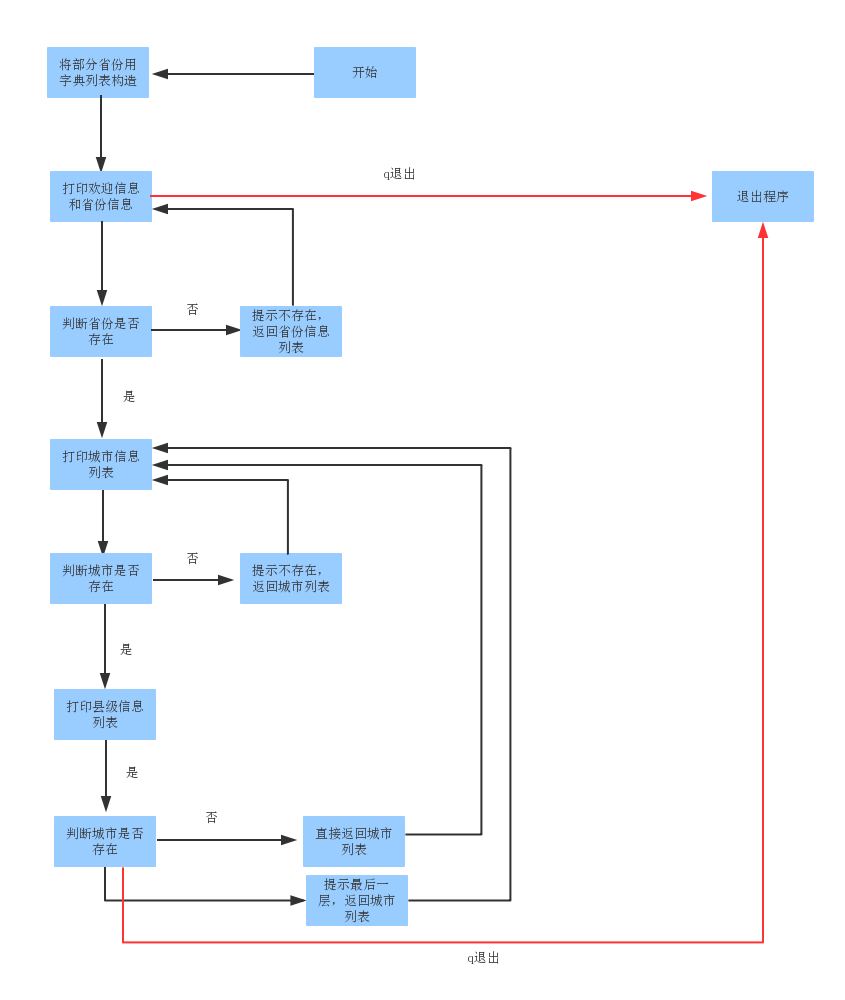 将部分省份用
字典列表构造
开始
q退出
打印欢迎信息
和省份信息
退出程序
判断省份是否
存在
否
提示不存在，
返回省份信息
列表
是
打印城市信息
列表
判断城市是否
存在
否
提示不存在，
返回城市列表
是
打印县级信息
列表
是
判断城市是否
存在
否
直接返回城市
列表
提示最后一
层，返回城市
列表
q退出